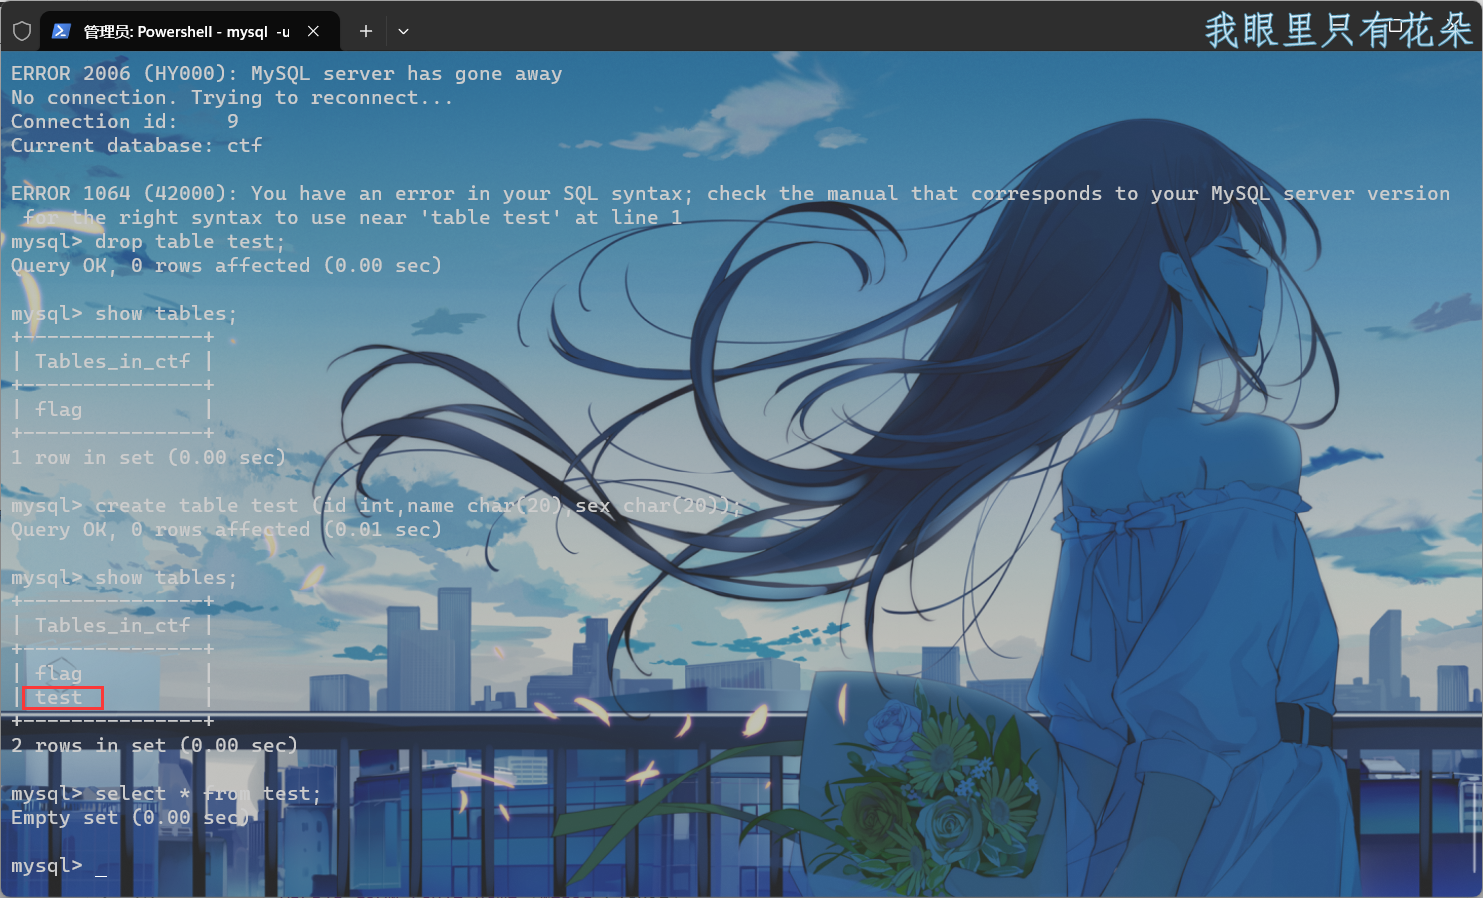 管理员: Powershell - mysql -u
我眼里只有花朵
ERROR 2006 (HY000): MySQL server has gone away
No connection. Trying to reconnect...
Connection id:    9
Current database: ctf
ERROR 1064 (42000): You have an error in your SQL syntax; check the manual that corresponds to your MySQL server version
for the right syntax to use near 'table test' at line 1
mysql> drop table test;
Query OK, 0 rows affected (0.00 sec)
mysql> show tables;
+---------------+
| Tables_in_ctf |
+---------------+
| flag          |
+---------------+
1 row in set (0.00 sec)
mysql> create table test (id int,name char(20),sex char(20));
Query OK, 0 rows affected (0.01 sec)
mysql> show tables;
+---------------+
| Tables_in_ctf |
+---------------+
| flag          |
| test          |
+---------------+
2 rows in set (0.00 sec)
mysql> select * from test;
Empty set (0.00 sec)
mysql> _